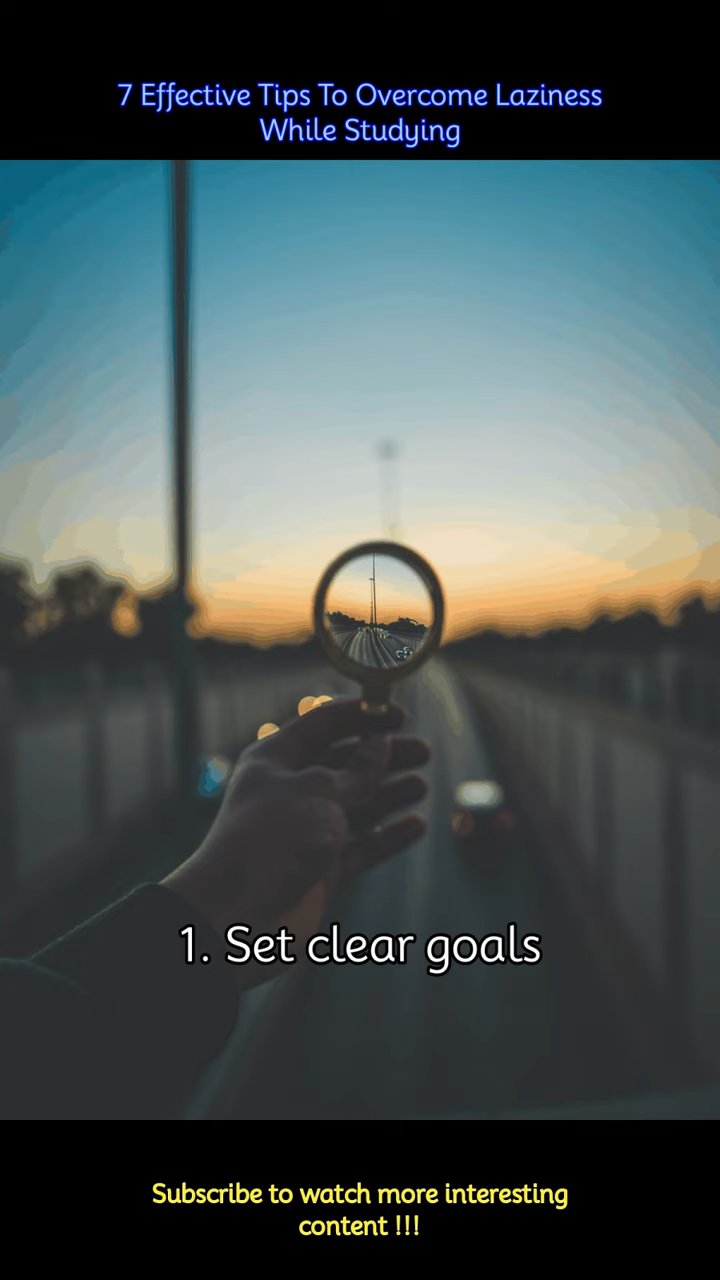 7 Effective Tips To Overcome Laziness
While Studying
1. Set clear goals
Subscribe to watch more interesting
content !!!